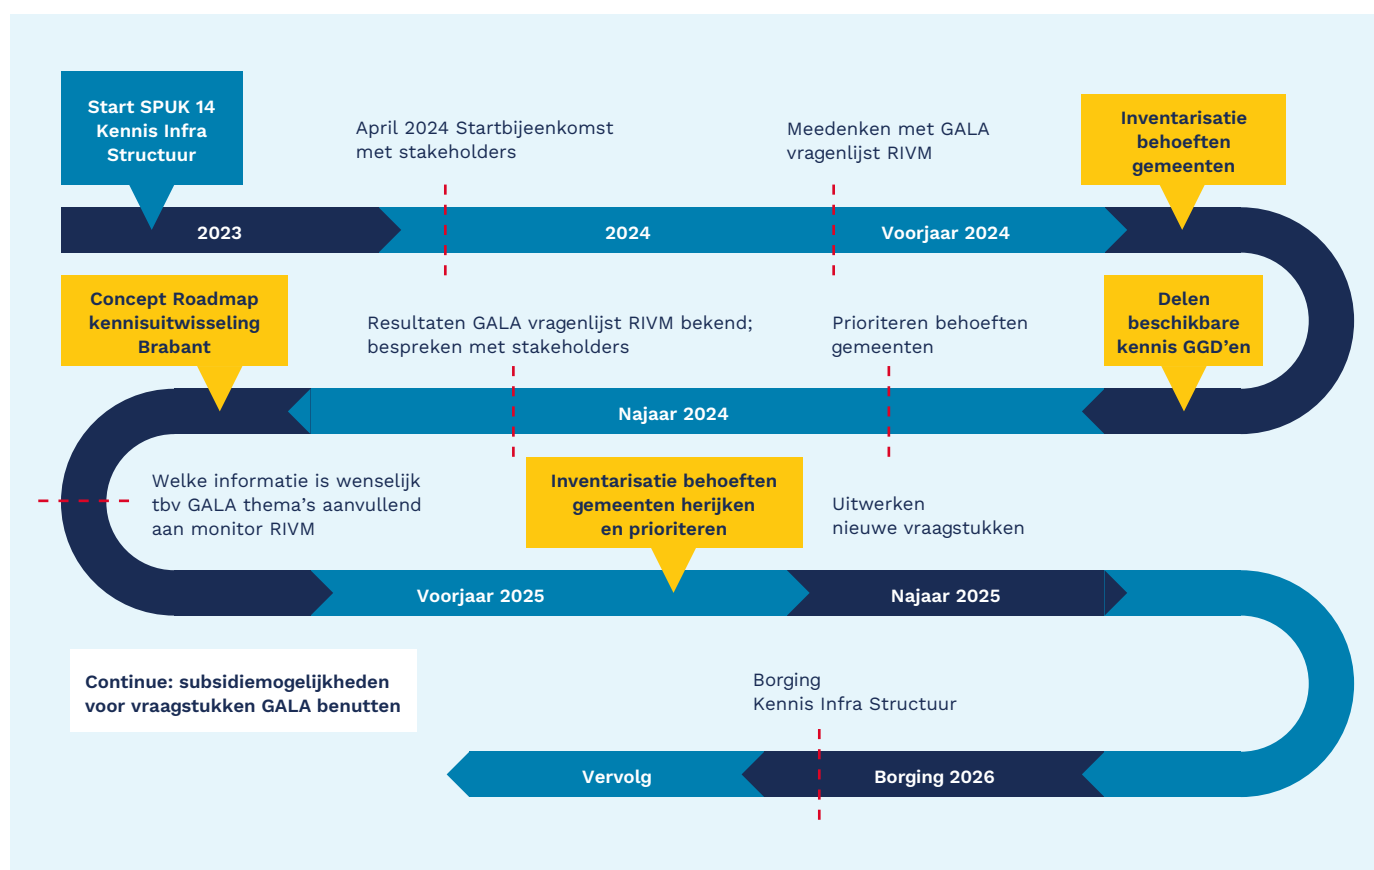 Start SPUK 14
Kennis Infra
Structuur
April 2024 Startbijeenkomst
met stakeholders
Meedenken met GALA
vragenlijst RIVM
Inventarisatie
behoeften
gemeenten
2023
2024
Voorjaar 2024
Concept Roadmap
kennisuitwisseling
Brabant
Resultaten GALA vragenlijst RIVM bekend;
bespreken met stakeholders
Prioriteren behoeften
gemeenten
Delen
beschikbare
kennis GGD’en
Najaar 2024
Welke informatie is wenselijk
tbv GALA thema’s aanvullend
aan monitor RIVM
Inventarisatie behoeften
gemeenten herijken
en prioriteren
Uitwerken
nieuwe vraagstukken
Voorjaar 2025
Najaar 2025
Continue: subsidiemogelijkheden
voor vraagstukken GALA benutten
Borging
Kennis Infra Structuur
Vervolg
Borging 2026